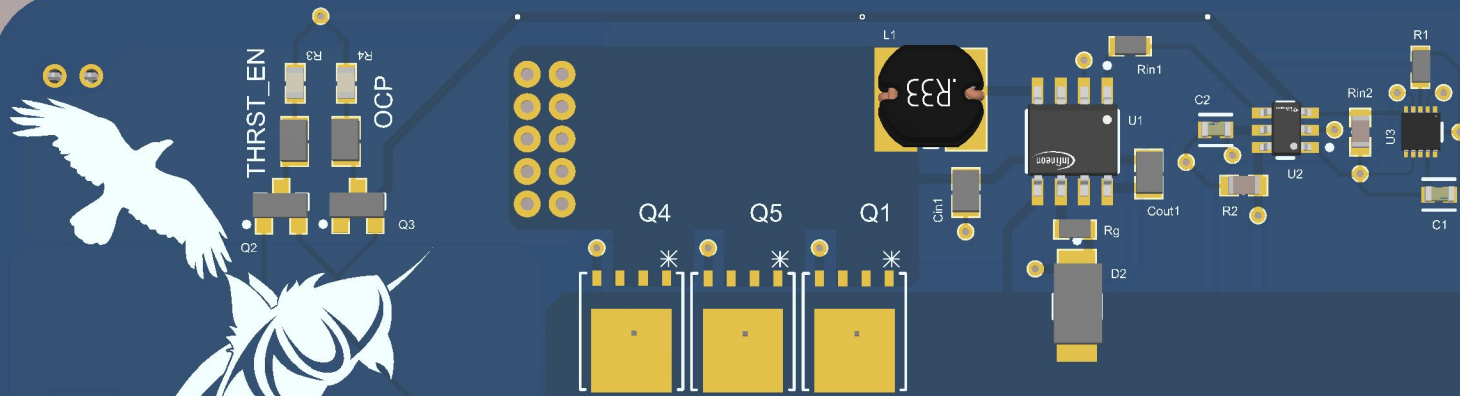 THRST_EN
R3
R4
OCP
Q2
Q3
Q4
Q5
Q1
L1
.R33
Cin1
Rin1
U1
infineon
Cout1
Rg
D2
C2
R2
U2
Rin2
R1
U3
C1